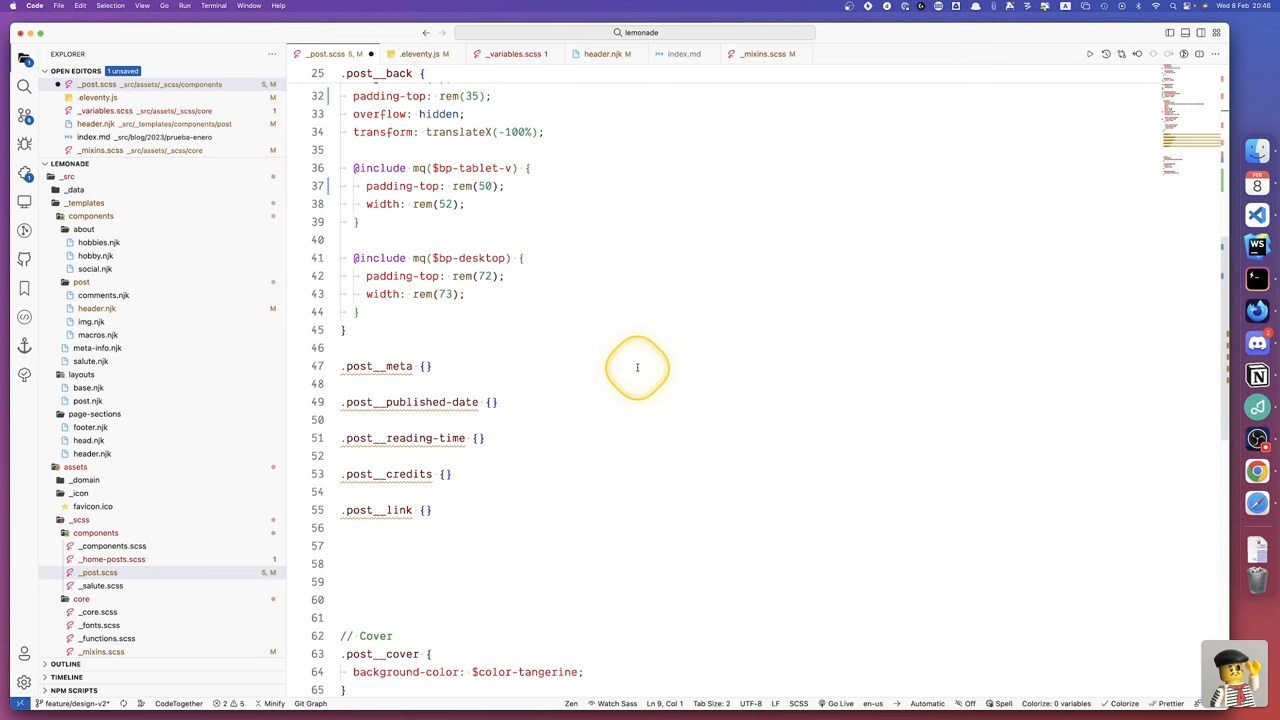 Code File Edit Selection View Go Run Terminal Window Help
Wed 8 Feb 20:46
lemonade
EXPLORER
OPEN EDITORS 1 unsaved
_post.scss _src/assets/_scss/components
.eleventy.js M
_variables.scss _src/assets/_scss/core 1
header.njk _src/_templates/components/post M
index.md _src/blog/2023/prueba-enero
_mixins.scss _src/assets/_scss/core M
LEMONADE
_src
_data
_templates
components
about
hobbies.njk
hobby.njk
social.njk
post
comments.njk
header.njk M
img.njk
macros.njk
meta-info.njk
salute.njk
layouts
base.njk
post.njk
page-sections
footer.njk
head.njk
header.njk
assets
_domain
_icon
favicon.ico
_scss
components
_components.scss
_home-posts.scss 1
_post.scss 5, M
_salute.scss
core
_core.scss
_fonts.scss
_functions.scss
_mixins.scss M
OUTLINE
TIMELINE
NPM SCRIPTS
_post.scss 5, M
.eleventy.js M
_variables.scss 1
header.njk M
index.md
_mixins.scss M
25 .post__back {
32 padding-top: rem(35);
33 overflow: hidden;
34 transform: translateX(-100%);
35
36 @include mq($bp-tablet-v) {
37 padding-top: rem(50);
38 width: rem(52);
39 }
40
41 @include mq($bp-desktop) {
42 padding-top: rem(72);
43 width: rem(73);
44 }
45 }
46
47 .post__meta {}
48
49 .post__published-date {}
50
51 .post__reading-time {}
52
53 .post__credits {}
54
55 .post__link {}
56
57
58
59
60
61
62 // Cover
63 .post__cover {
64 background-color: $color-tangerine;
65 }
feature/design-v2* CodeTogether 2 5 Minify Git Graph
Zen Watch Sass Ln 9, Col 1 Tab Size: 2 UTF-8 LF SCSS Go Live en-us Automatic Off Spell Colorize: 0 variables Colorize Prettier
FEB
8
WS
2